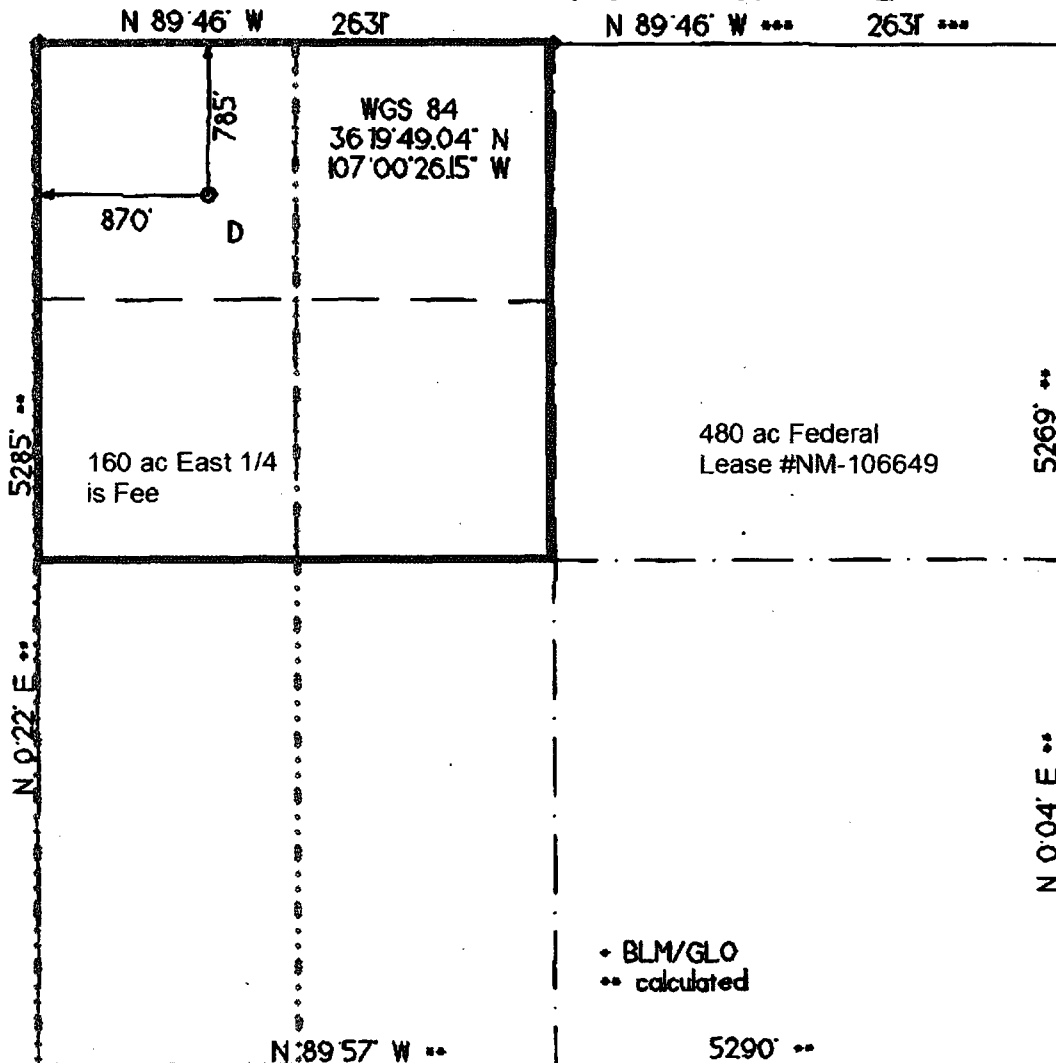 N 89°46' W 2631'
N 89°46' W *** 2631' ***
785'
WGS 84
36°19'49.04" N
107°00'26.15" W
870'
D
5285' **
5269' **
160 ac East 1/4
is Fee
480 ac Federal
Lease #NM-106649
N 0°22' E **
N 0°04' E **
+ BLM/GLO
** calculated
N 89°57' W **
5290' **